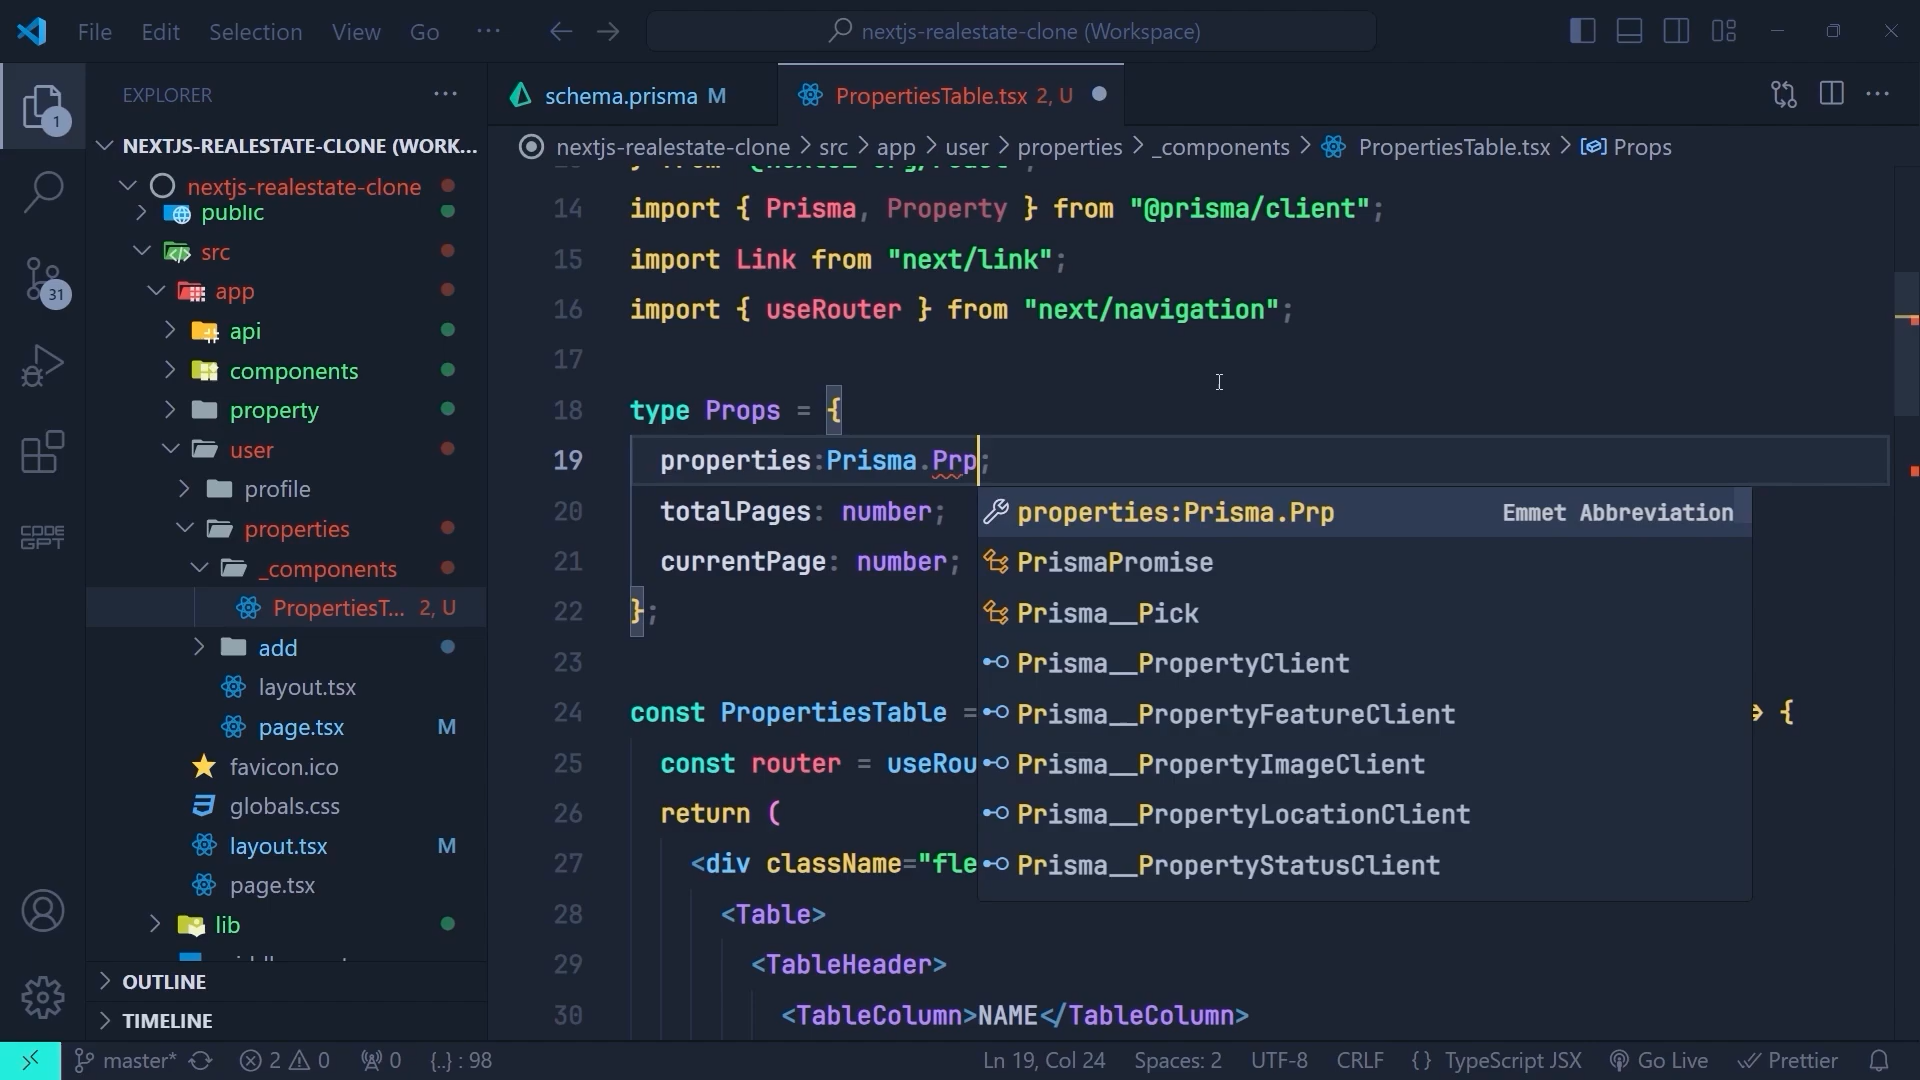 File Edit Selection View Go ··· nextjs-realestate-clone (Workspace)
EXPLORER ···
NEXTJS-REALESTATE-CLONE (WORK...
nextjs-realestate-clone
public
src
app
api
components
property
user
profile
properties
_components
PropertiesT... 2, U
add
layout.tsx
page.tsx M
favicon.ico
globals.css
layout.tsx M
page.tsx
lib
OUTLINE
TIMELINE
1
31
CODE
GPT
schema.prisma M
PropertiesTable.tsx 2, U
nextjs-realestate-clone > src > app > user > properties > _components > PropertiesTable.tsx > Props
14 import { Prisma, Property } from "@prisma/client";
15 import Link from "next/link";
16 import { useRouter } from "next/navigation";
17
18 type Props = {
19 properties:Prisma.Prp;
20 totalPages: number;
21 currentPage: number;
22 };
23
24 const PropertiesTable = => {
25 const router = useRou
26 return (
27 <div className="fle
28 <Table>
29 <TableHeader>
30 <TableColumn>NAME</TableColumn>
properties:Prisma.Prp Emmet Abbreviation
PrismaPromise
Prisma__Pick
Prisma__PropertyClient
Prisma__PropertyFeatureClient
Prisma__PropertyImageClient
Prisma__PropertyLocationClient
Prisma__PropertyStatusClient
master* 2 0 0 {..} : 98 Ln 19, Col 24 Spaces: 2 UTF-8 CRLF {} TypeScript JSX Go Live Prettier